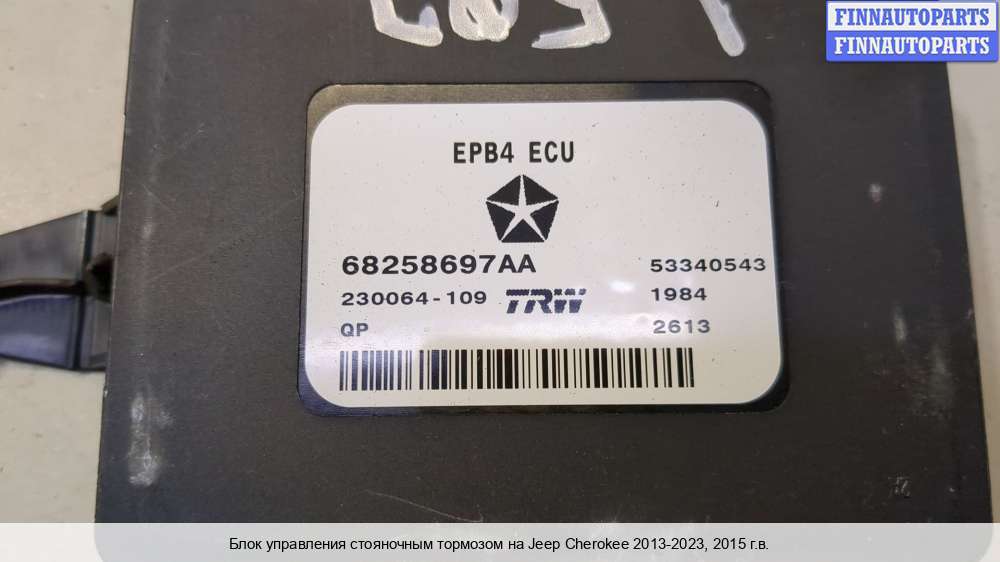 FINNAUTOPARTS
FINNAUTOPARTS
EPB4 ECU
68258697AA
53340543
230064-109
TRW
1984
QP
2613
Блок управления стояночным тормозом на Jeep Cherokee 2013-2023, 2015 г.в.